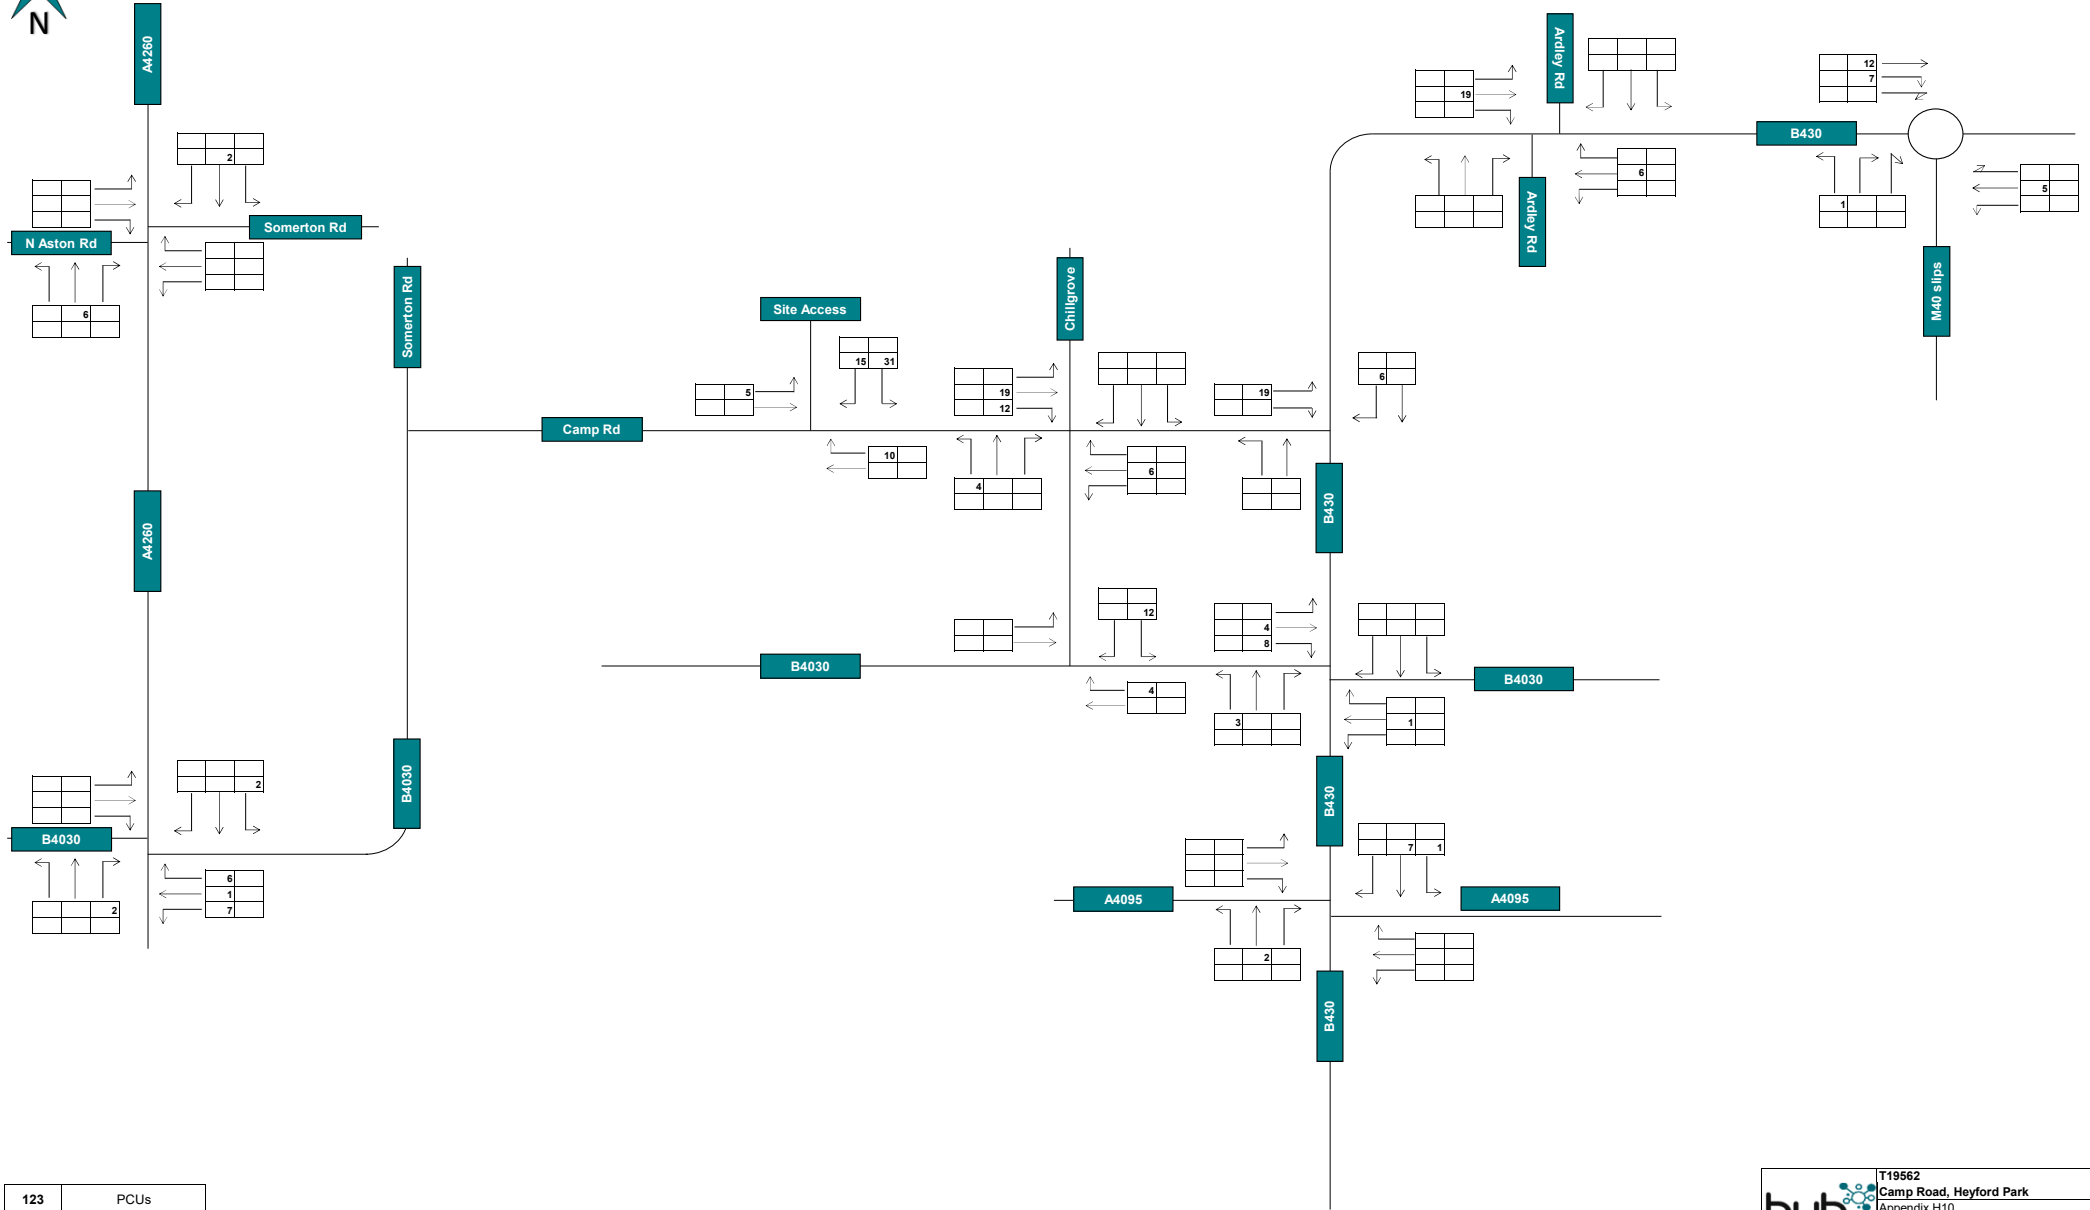 N
A4260
Ardley Rd
12
7
19
B430
2
6
5
Ardley Rd
1
Somerton Rd
N Aston Rd
M40 slips
Somerton Rd
Chillgrove
6
Site Access
15 31
6
5
19
12
19
Camp Rd
10
6
4
B430
A4260
12
4
8
B4030
B4030
4
3
1
B4030
2
B430
B4030
7 1
6
1
7
2
A4095
A4095
2
B430
123 PCUs
T19562
Camp Road, Heyford Park
hub
Appendix H10